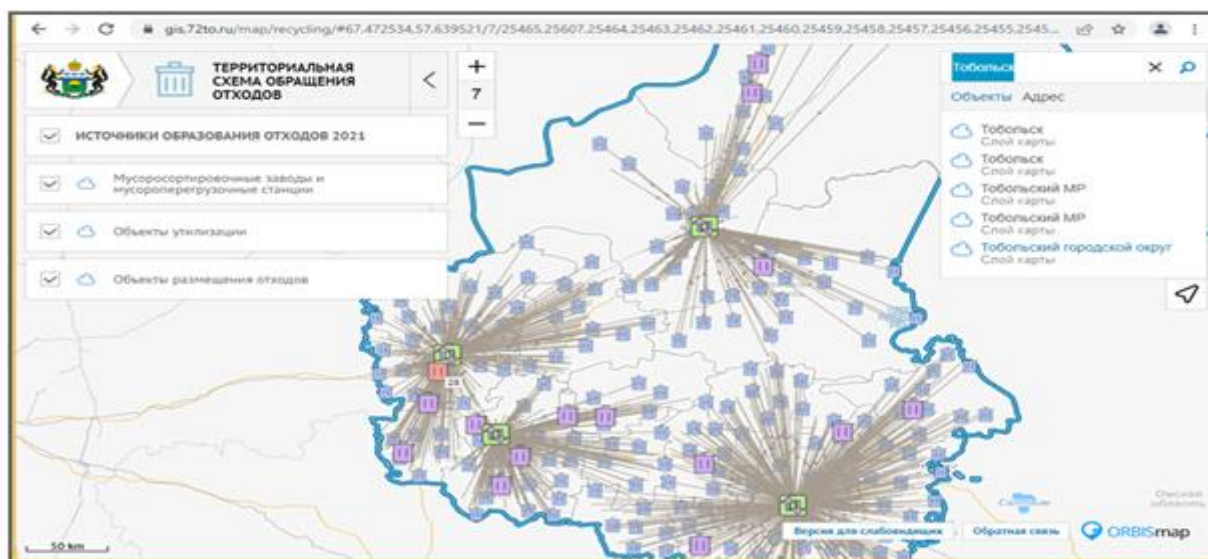 gis.72to.ru/map/recycling/#67.472534,57.639521/7/25465,25607,25464,25463,25462,25461,25460,25459,25458,25457,25456,25455,2545...
ТЕРРИТОРИАЛЬНАЯ
СХЕМА ОБРАЩЕНИЯ
ОТХОДОВ
ИСТОЧНИКИ ОБРАЗОВАНИЯ ОТХОДОВ 2021
Мусоросортировочные заводы и
мусороперегрузочные станции
Объекты утилизации
Объекты размещения отходов
+
7
−
Тобольск
Объекты Адрес
Тобольск
Слой карты
Тобольск
Слой карты
Тобольский МР
Слой карты
Тобольский МР
Слой карты
Тобольский городской округ
Слой карты
28
Омская
область
Версия для слабовидящих
Обратная связь
ORBISmap
50 km